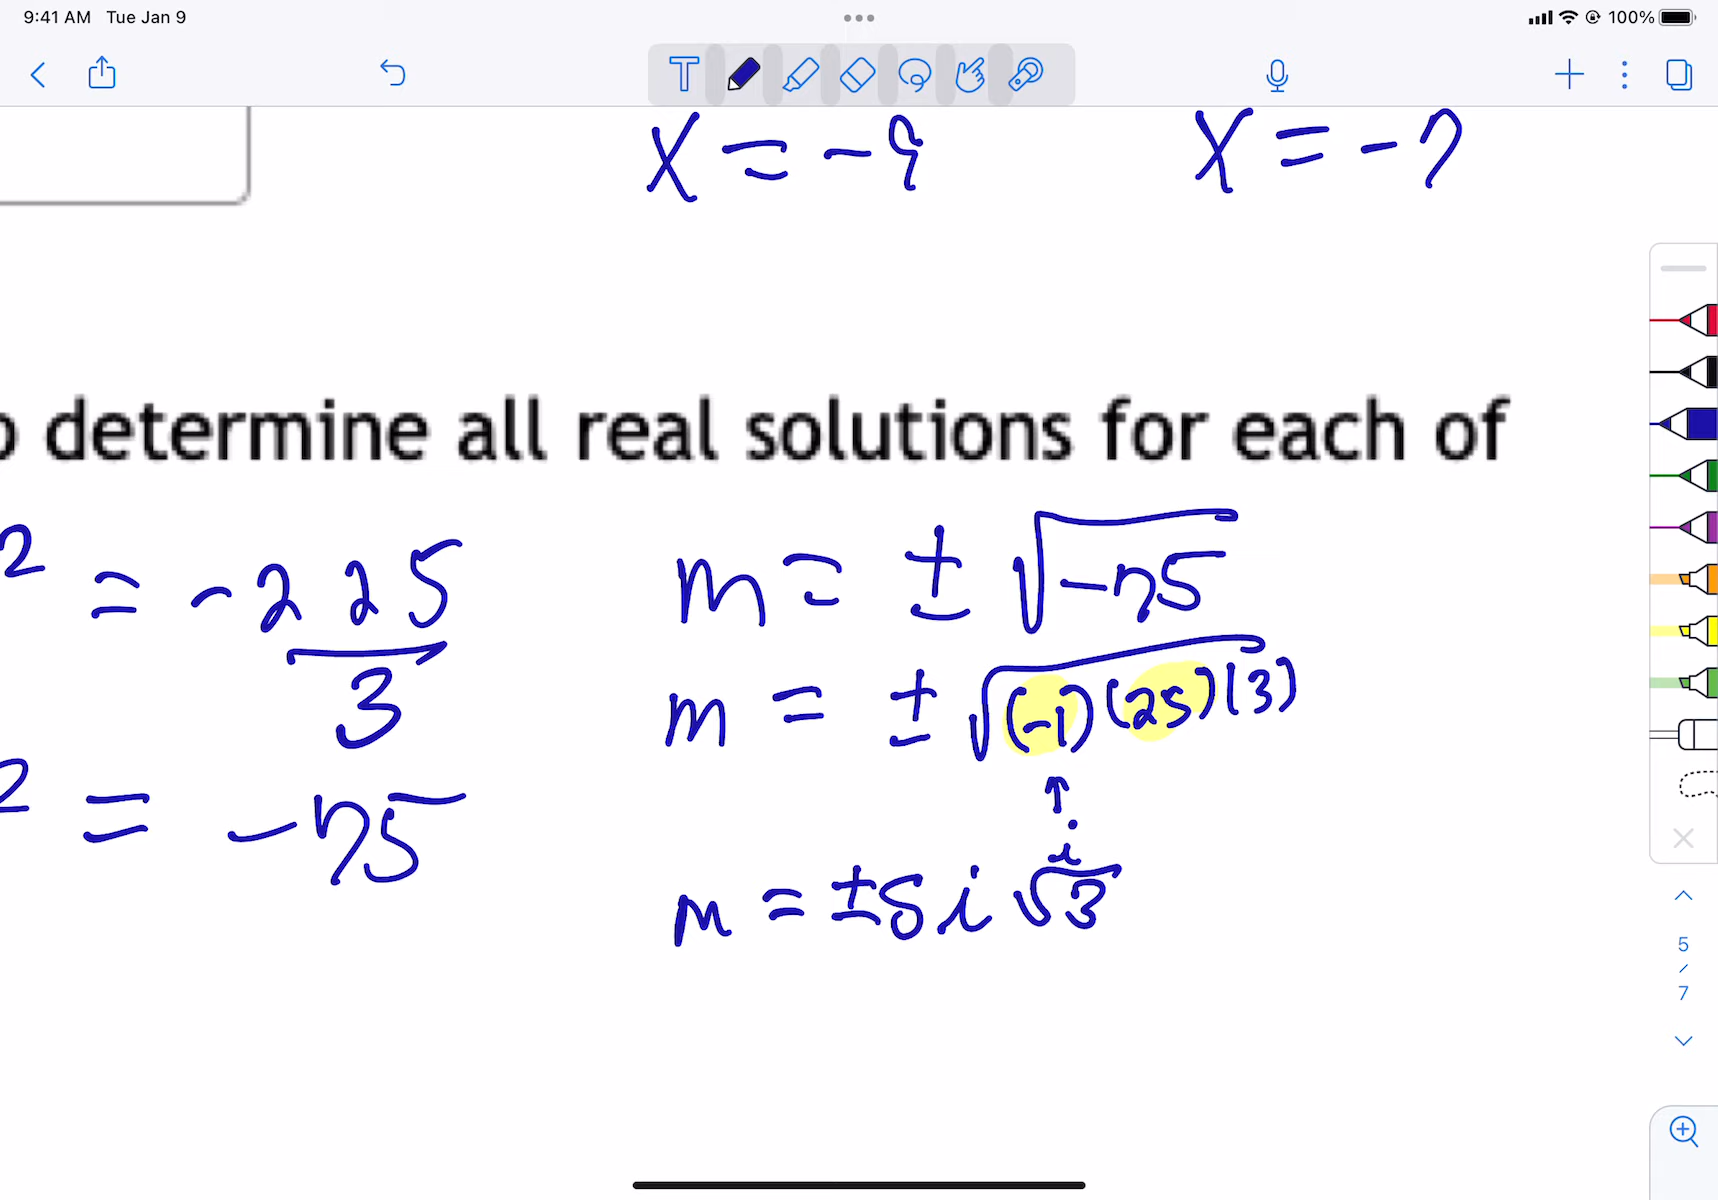 9:41 AM Tue Jan 9
100%
T
x = -9
x = -7
determine all real solutions for each of
2 = -225
3
2 = -75
m = ± √-75
m = ± √(-1)(25)(3)
↑
i
m = ±5i√3
5
/
7